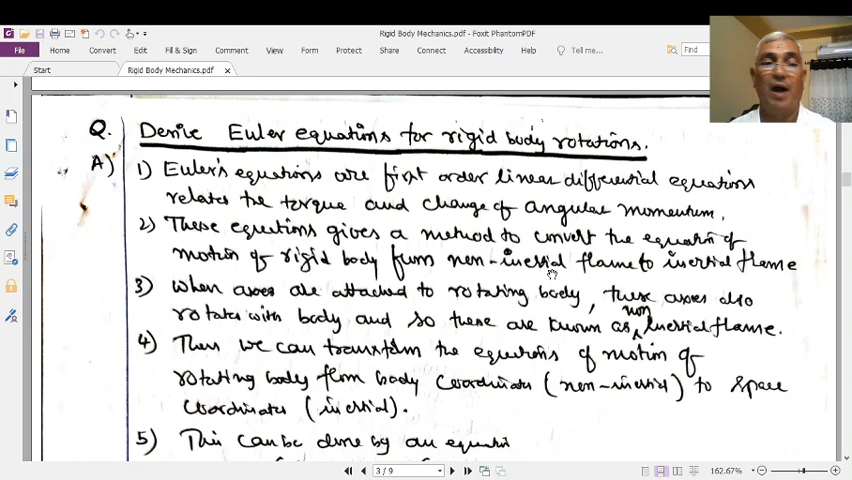 Rigid Body Mechanics.pdf - Foxit PhantomPDF
File Home Comment View Form Protect Share Connect Accessibility Help Tell me...
Find
Edit Fill & Sign
Start Rigid Body Mechanics.pdf
Q. Derive Euler equations for rigid body rotations.
A) 1) Euler's equations are first order linear differential equations
relates the torque and change of angular momentum.
2) These equations gives a method to convert the equation of
motion of rigid body from non-inertial flame to inertial flame
3) When axes are attached to rotating body, these axes also
rotates with body and so these are known as non Inertial flame.
4) Then we can transform the equations of motion of
rotating body from body coordinates (non-inertial) to space
coordinates (inertial).
5) This can be done by an equation
3 / 9
162.67%